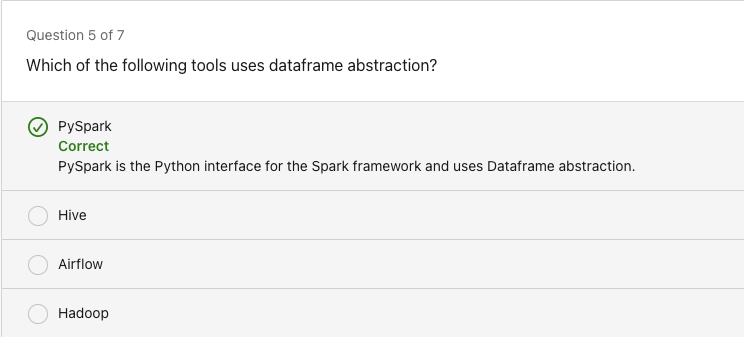 Question 5 of 7
Which of the following tools uses dataframe abstraction?
PySpark
Correct
PySpark is the Python interface for the Spark framework and uses Dataframe abstraction.
Hive
Airflow
Hadoop